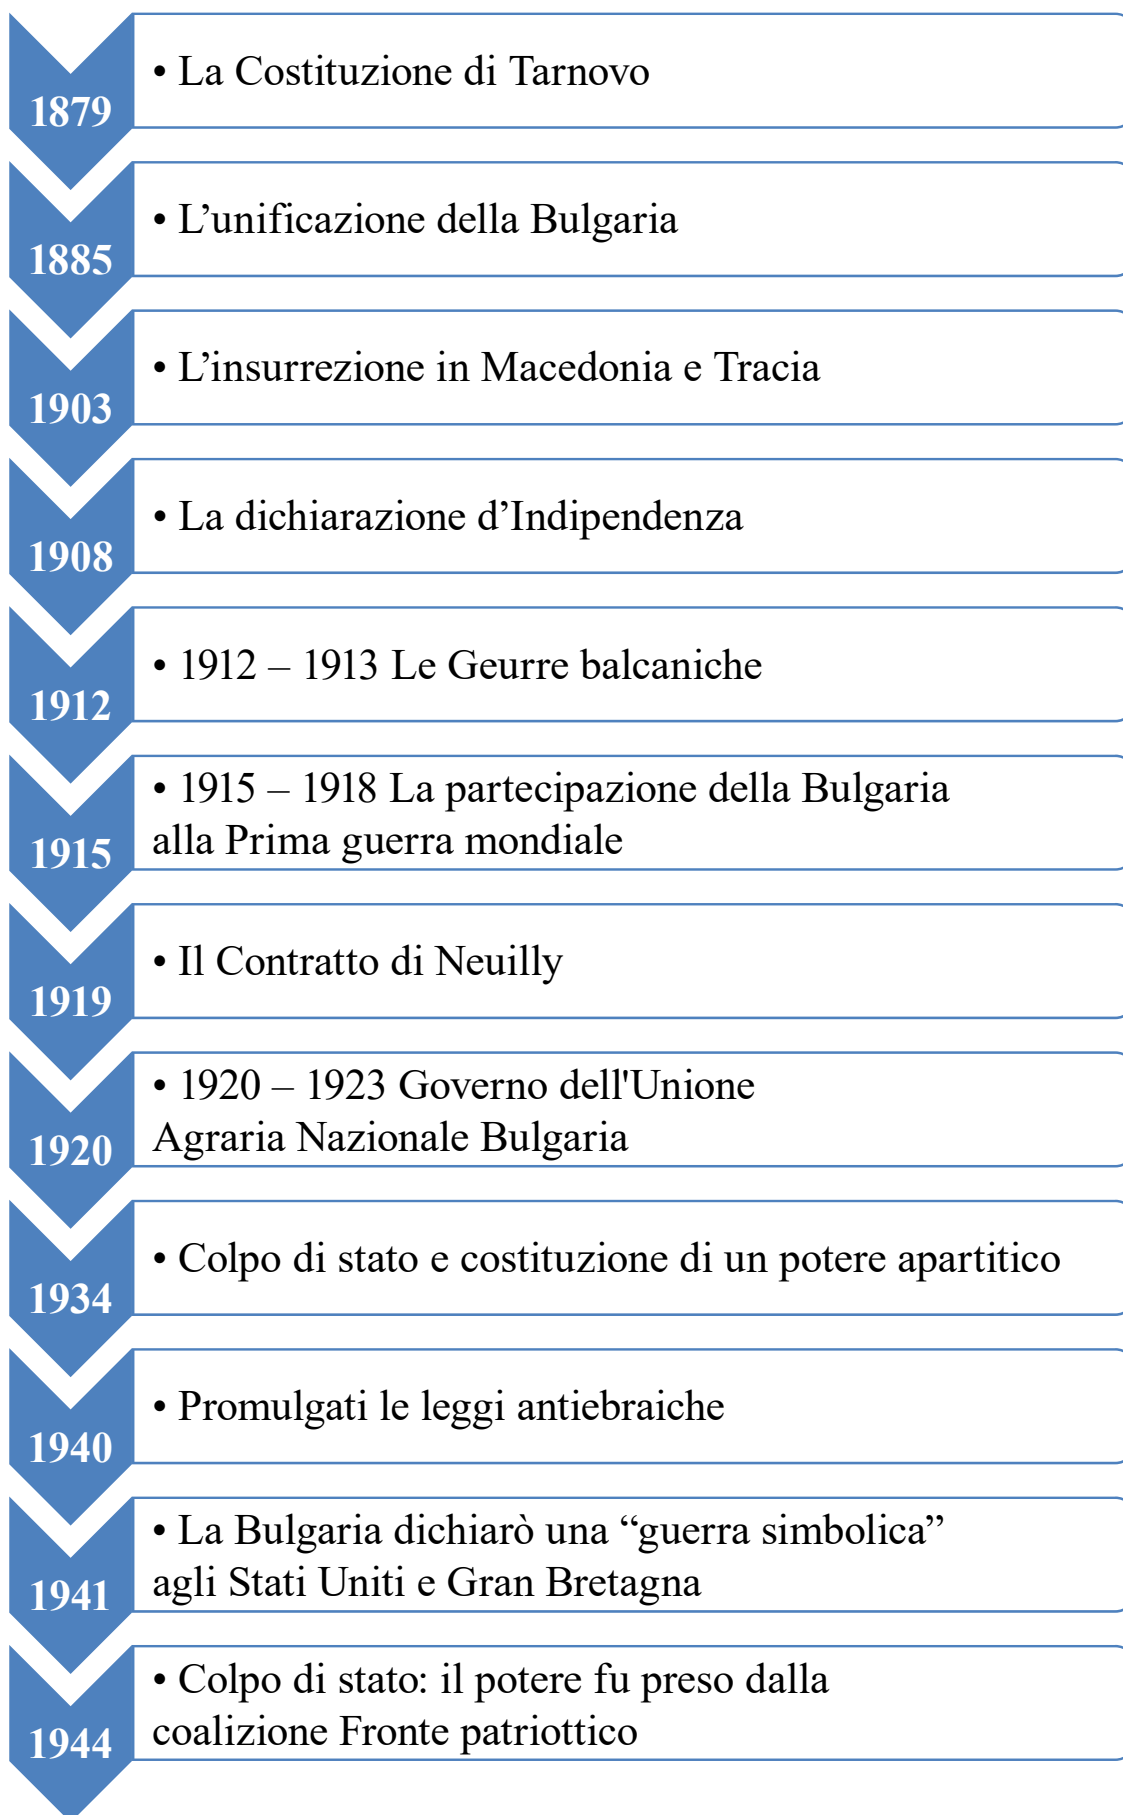 1879
• La Costituzione di Tarnovo
1885
• L’unificazione della Bulgaria
1903
• L’insurrezione in Macedonia e Tracia
1908
• La dichiarazione d’Indipendenza
1912
• 1912 – 1913 Le Geurre balcaniche
1915
• 1915 – 1918 La partecipazione della Bulgaria
alla Prima guerra mondiale
1919
• Il Contratto di Neuilly
1920
• 1920 – 1923 Governo dell'Unione
Agraria Nazionale Bulgaria
1934
• Colpo di stato e costituzione di un potere apartitico
1940
• Promulgati le leggi antiebraiche
1941
• La Bulgaria dichiarò una “guerra simbolica”
agli Stati Uniti e Gran Bretagna
1944
• Colpo di stato: il potere fu preso dalla
coalizione Fronte patriottico